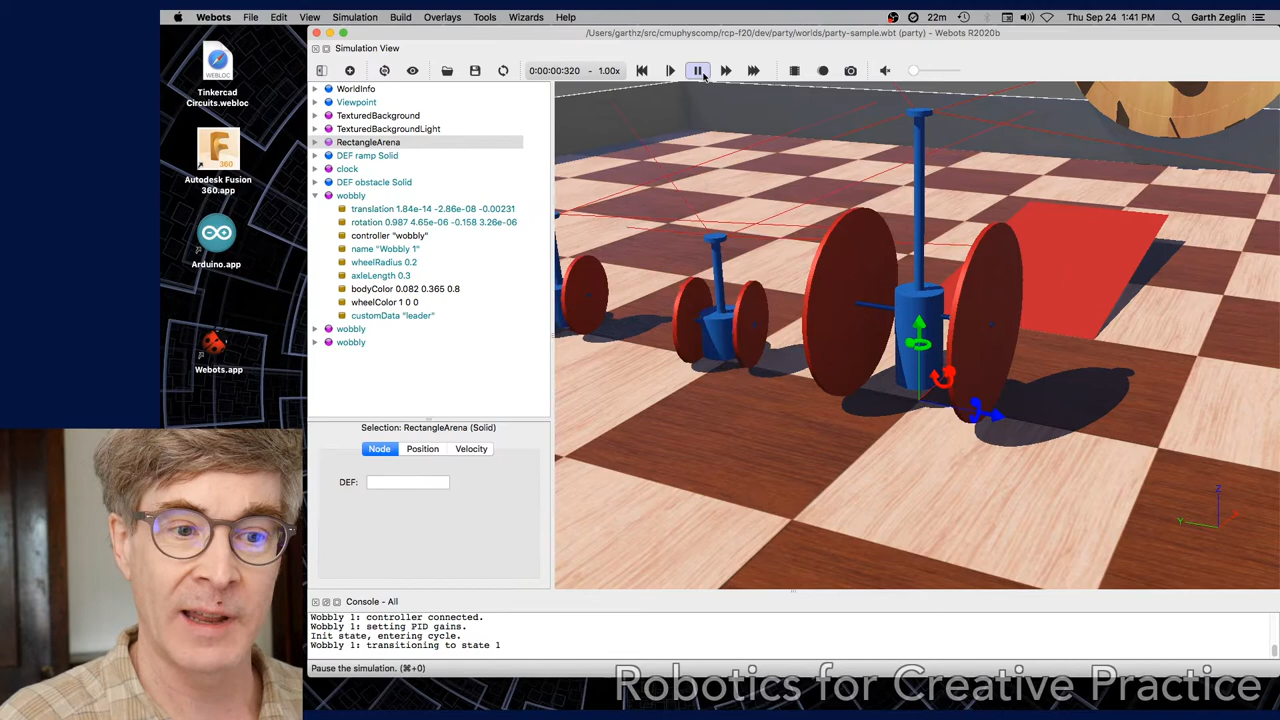 Webots File Edit View Simulation Build Overlays Tools Wizards Help 22m Thu Sep 24 1:41 PM Garth Zeglin
/Users/garthz/src/cmuphyscomp/rcp-f20/dev/party/worlds/party-sample.wbt (party) - Webots R2020b
Simulation View
0:00:00:320 - 1.00x
Tinkercad
Circuits.webloc
WEBLOC
Autodesk Fusion
360.app
F
360
Arduino.app
Webots.app
WorldInfo
Viewpoint
TexturedBackground
TexturedBackgroundLight
RectangleArena
DEF ramp Solid
clock
DEF obstacle Solid
wobbly
translation 1.84e-14 -2.86e-08 -0.00231
rotation 0.987 4.65e-06 -0.158 3.26e-06
controller "wobbly"
name "Wobbly 1"
wheelRadius 0.2
axleLength 0.3
bodyColor 0.082 0.365 0.8
wheelColor 1 0 0
customData "leader"
wobbly
wobbly
Selection: RectangleArena (Solid)
Node Position Velocity
DEF:
Z
Y
X
Console - All
Wobbly 1: controller connected.
Wobbly 1: setting PID gains.
Init state, entering cycle.
Wobbly 1: transitioning to state 1
Pause the simulation. (⌘+0)
Robotics for Creative Practice